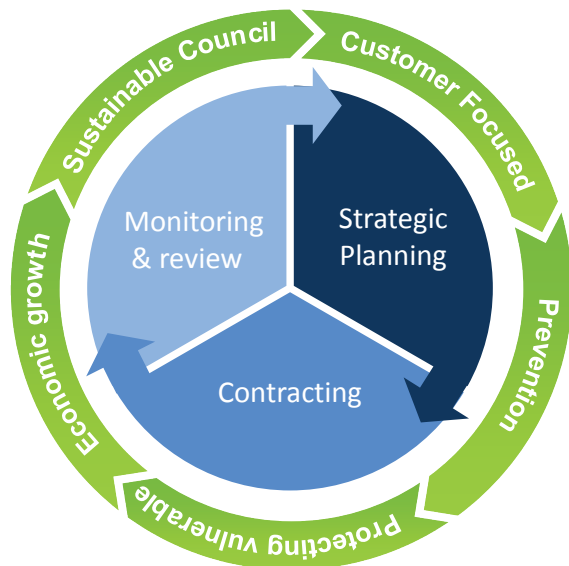 Sustainable Council
Customer Focused
Prevention
Protecting vulnerable
Economic growth
Monitoring
& review
Strategic
Planning
Contracting